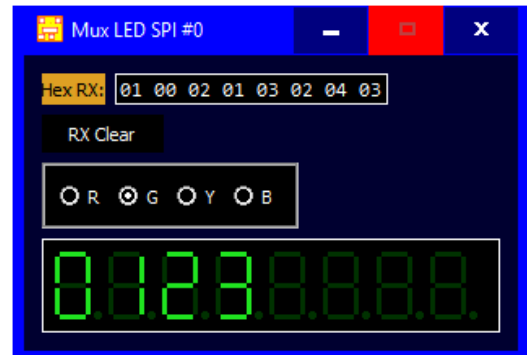 Mux LED SPI #0
Hex RX: 01 00 02 01 03 02 04 03
RX Clear
R G Y B
0123